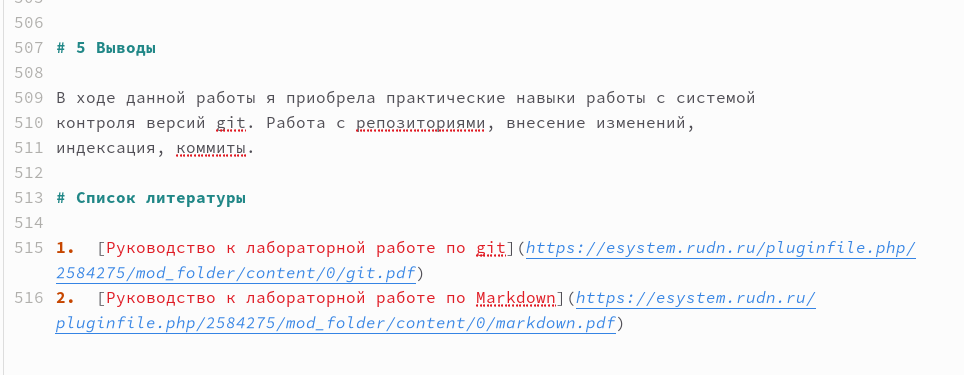 506
507 # 5 Выводы
508
509 В ходе данной работы я приобрела практические навыки работы с системой
510 контроля версий git. Работа с репозиториями, внесение изменений,
511 индексация, коммиты.
512
513 # Список литературы
514
515 1.  [Руководство к лабораторной работе по git](https://esystem.rudn.ru/pluginfile.php/
2584275/mod_folder/content/0/git.pdf)
516 2.  [Руководство к лабораторной работе по Markdown](https://esystem.rudn.ru/
pluginfile.php/2584275/mod_folder/content/0/markdown.pdf)